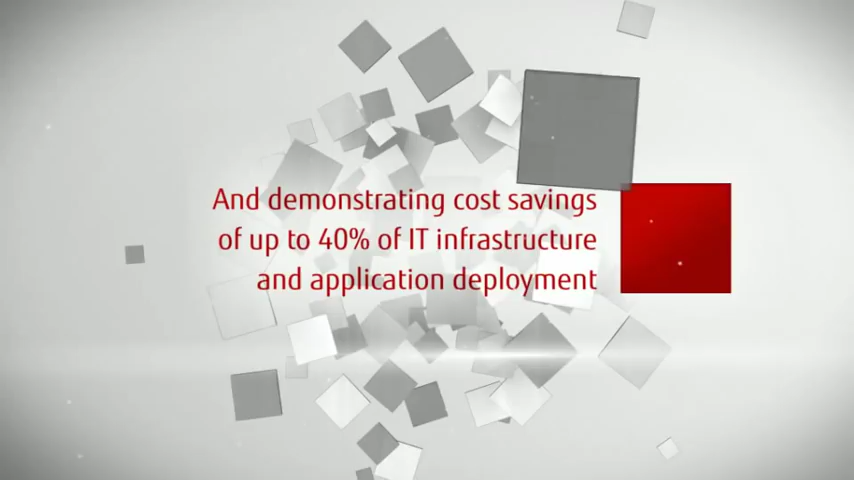 And demonstrating cost savings
of up to 40% of IT infrastructure
and application deployment